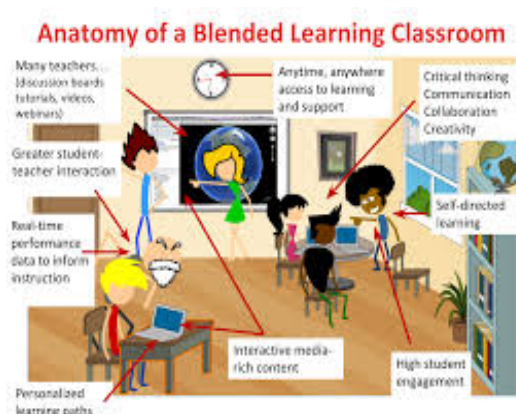 Anatomy of a Blended Learning Classroom
Many teachers...
(discussion boards
tutorials, videos,
webinars)
Anytime, anywhere
access to learning
and support
Critical thinking
Communication
Collaboration
Creativity
Greater student-
teacher interaction
Self-directed
learning
Real-time
performance
data to inform
instruction
Interactive media-
rich content
High student
engagement
Personalized
learning paths